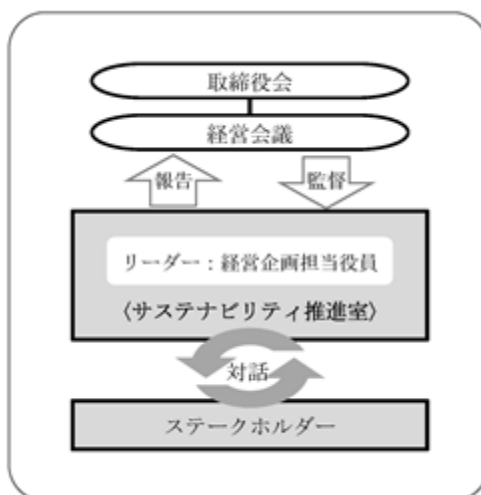 取締役会
経営会議
報告
監督
リーダー：経営企画担当役員
〈サステナビリティ推進室〉
対話
ステークホルダー